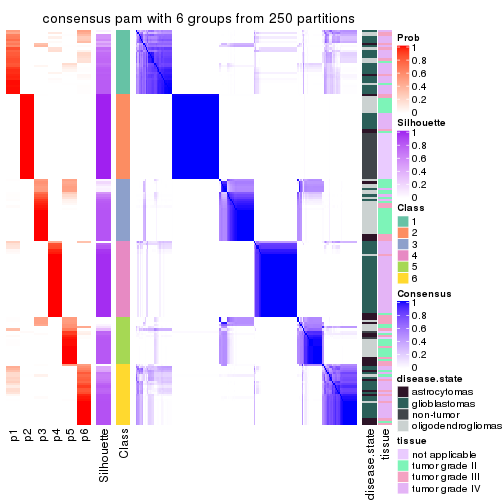 consensus pam with 6 groups from 250 partitions
p1
p2
p3
p4
p5
p6
Silhouette
Class
disease.state
tissue
Prob
1
0.8
0.6
0.4
0.2
0
Silhouette
1
0.8
0.6
0.4
0.2
0
Class
1
2
3
4
5
6
Consensus
1
0.8
0.6
0.4
0.2
0
disease.state
astrocytomas
glioblastomas
non-tumor
oligodendrogliomas
tissue
not applicable
tumor grade II
tumor grade III
tumor grade IV